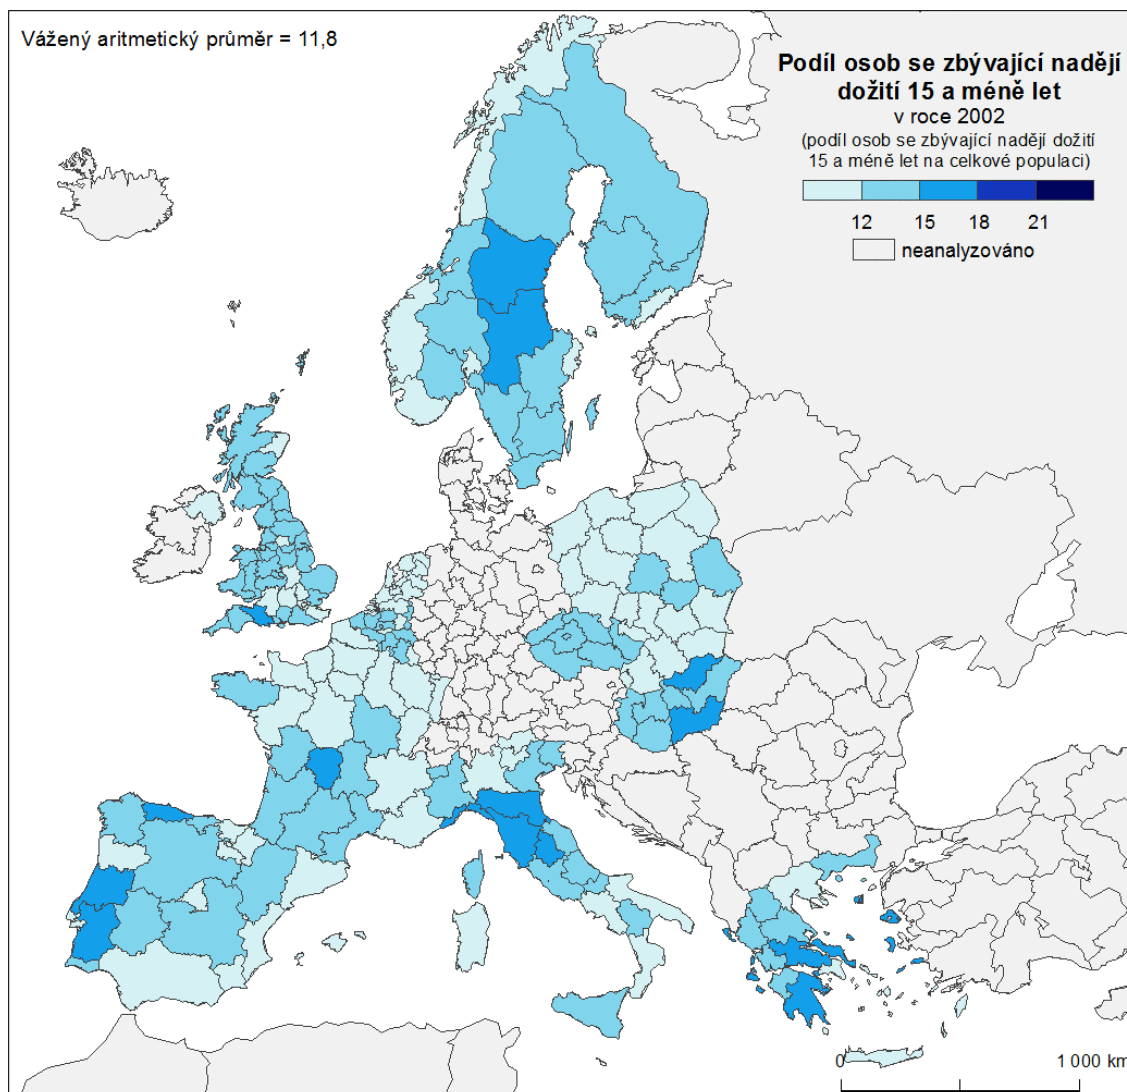 Vážený aritmetický průměr = 11,8
Podíl osob se zbývající nadějí
dožití 15 a méně let
v roce 2002
(podíl osob se zbývající nadějí dožití
15 a méně let na celkové populaci)
12 15 18 21
neanalyzováno
0 1 000 km